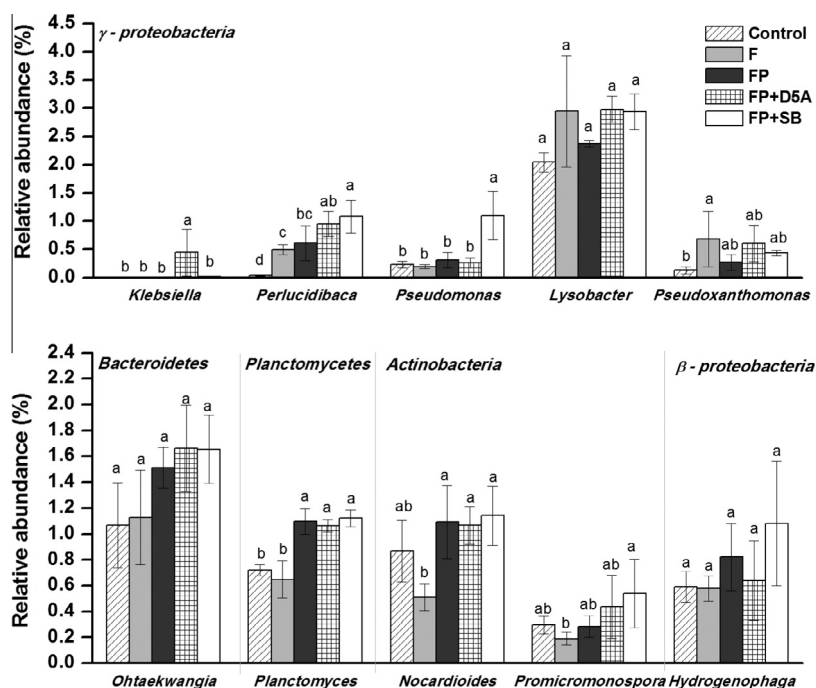 γ - proteobacteria
Control
F
FP
FP+D5A
FP+SB
Relative abundance (%)
4.5
4.0
3.5
3.0
2.5
2.0
1.5
1.0
0.5
0.0
b b b a b
d c bc ab a
b b b b a
a a a a a
b a ab ab ab
Klebsiella Perlucidibaca Pseudomonas Lysobacter Pseudoxanthomonas
Bacteroidetes Planctomycetes Actinobacteria β - proteobacteria
Relative abundance (%)
2.4
2.2
2.0
1.8
1.6
1.4
1.2
1.0
0.8
0.6
0.4
0.2
0.0
a a a a a
b b a a a
ab b a a a
ab b ab ab a
a a a a a
Ohtaekwangia Planctomyces Nocardioides Promicromonospora Hydrogenophaga